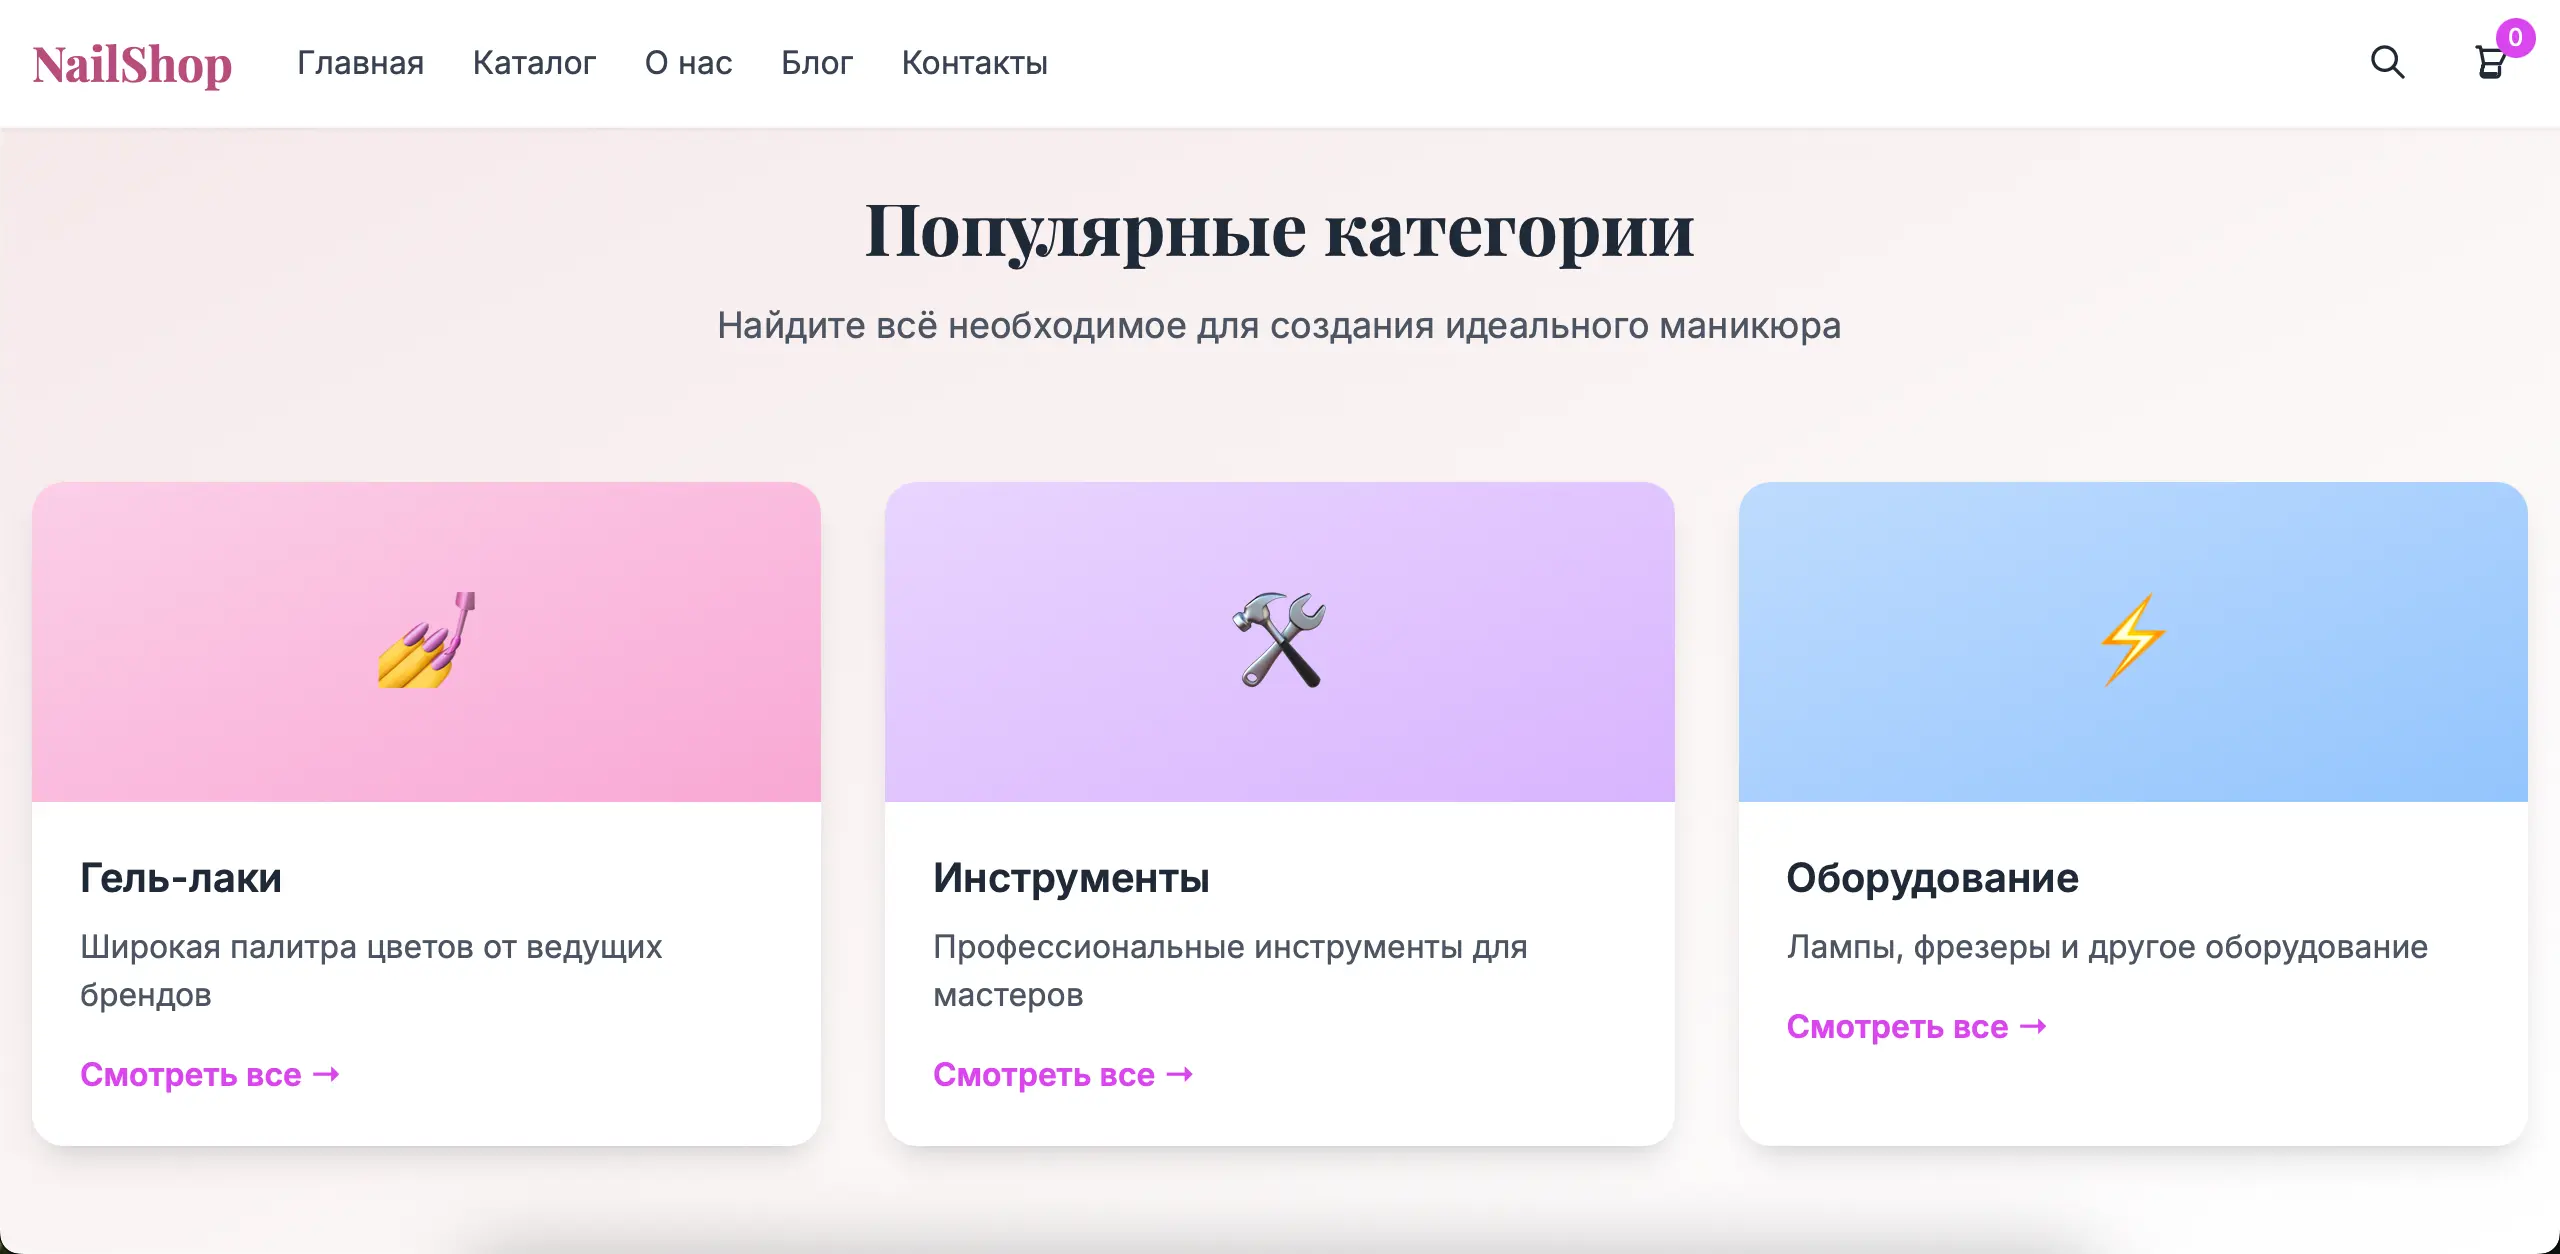 NailShop
Главная
Каталог
О нас
Блог
Контакты
0
Популярные категории
Найдите всё необходимое для создания идеального маникюра
Гель-лаки
Широкая палитра цветов от ведущих
брендов
Смотреть все →
Инструменты
Профессиональные инструменты для
мастеров
Смотреть все →
Оборудование
Лампы, фрезеры и другое оборудование
Смотреть все →